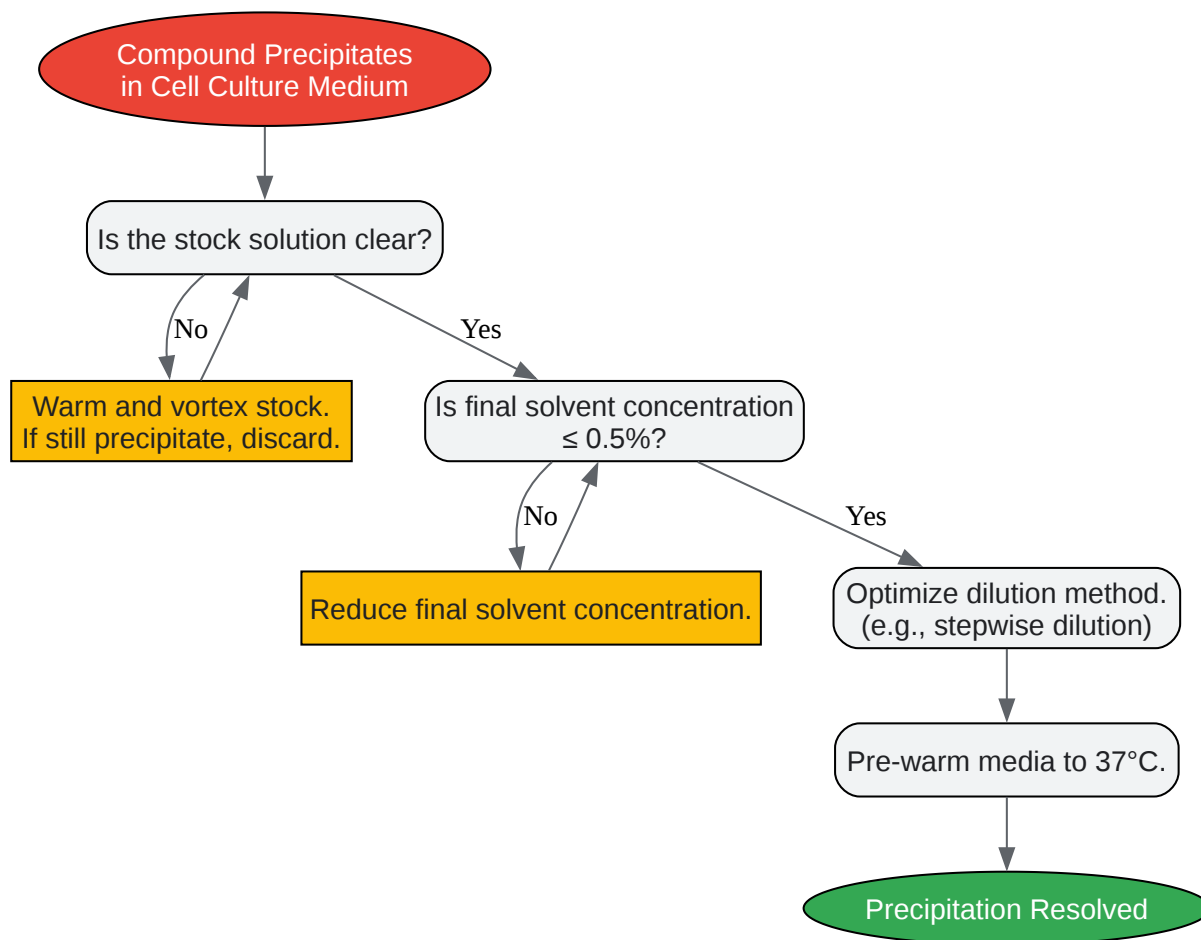 Compound Precipitates
in Cell Culture Medium
Is the stock solution clear?
No
Yes
Warm and vortex stock.
If still precipitate, discard.
Is final solvent concentration
≤ 0.5%?
No
Yes
Reduce final solvent concentration.
Optimize dilution method.
(e.g., stepwise dilution)
Pre-warm media to 37°C.
Precipitation Resolved